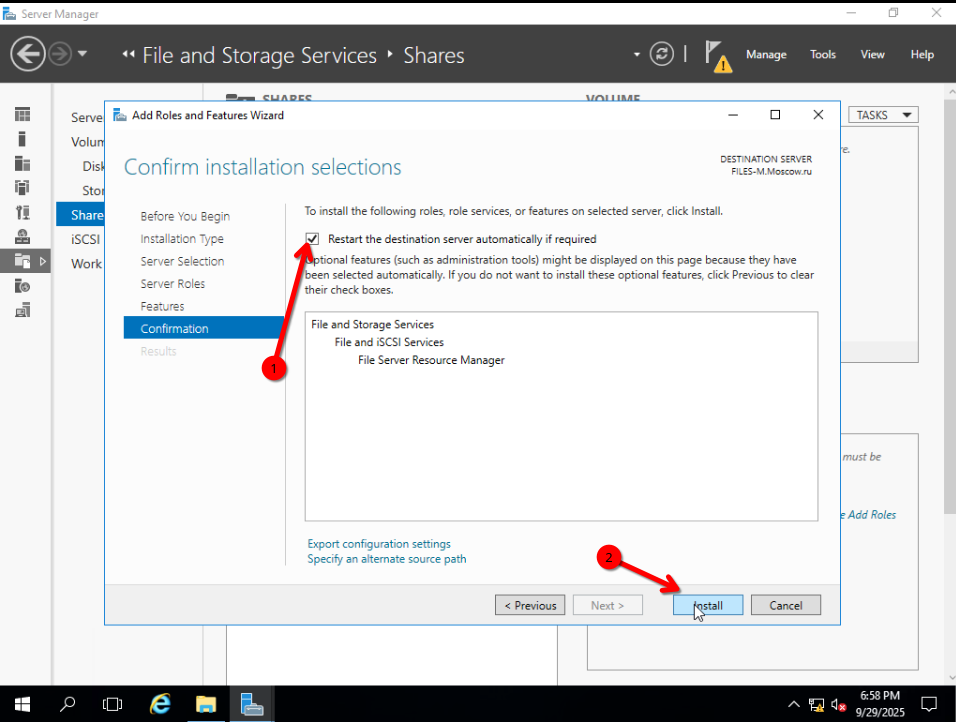 Server Manager
File and Storage Services
Shares
Manage
Tools
View
Help
SHARES
VOLUME
TASKS
Add Roles and Features Wizard
Confirm installation selections
DESTINATION SERVER
FILES-M.Moscow.ru
Before You Begin
Installation Type
Server Selection
Server Roles
Features
Confirmation
Results
To install the following roles, role services, or features on selected server, click Install.
Restart the destination server automatically if required
Optional features (such as administration tools) might be displayed on this page because they have
been selected automatically. If you do not want to install these optional features, click Previous to clear
their check boxes.
File and Storage Services
File and iSCSI Services
File Server Resource Manager
1
Export configuration settings
Specify an alternate source path
2
< Previous
Next >
Install
Cancel
Serve
Volum
Disk
Stor
Share
iSCSI
Work
re.
must be
e Add Roles
6:58 PM
9/29/2025